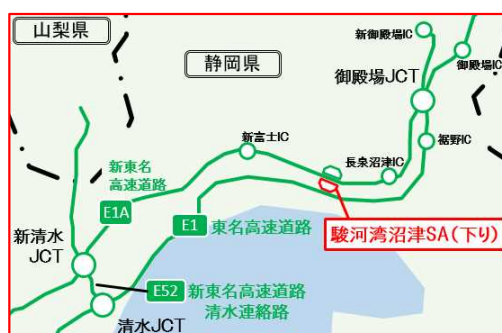 山梨県
静岡県
新御殿場IC
御殿場IC
御殿場JCT
新富士IC
裾野IC
長泉沼津IC
新東名
高速道路
E1A
E1
東名高速道路
駿河湾沼津SA(下り)
新清水
JCT
E52
新東名高速道路
清水連絡路
清水JCT